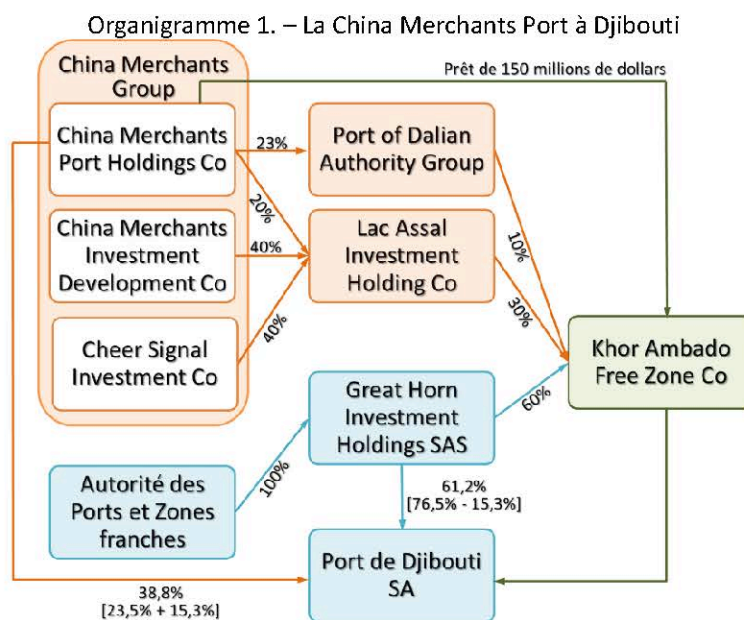 Organigramme 1. – La China Merchants Port à Djibouti
China Merchants
Group
Prêt de 150 millions de dollars
China Merchants
Port Holdings Co
23%
Port of Dalian
Authority Group
20%
China Merchants
Investment
Development Co
40%
Lac Assal
Investment
Holding Co
10%
30%
Cheer Signal
Investment Co
40%
Khor Ambado
Free Zone Co
Great Horn
Investment
Holdings SAS
60%
Autorité des
Ports et Zones
franches
100%
61,2%
[76,5% - 15,3%]
Port de Djibouti
SA
38,8%
[23,5% + 15,3%]